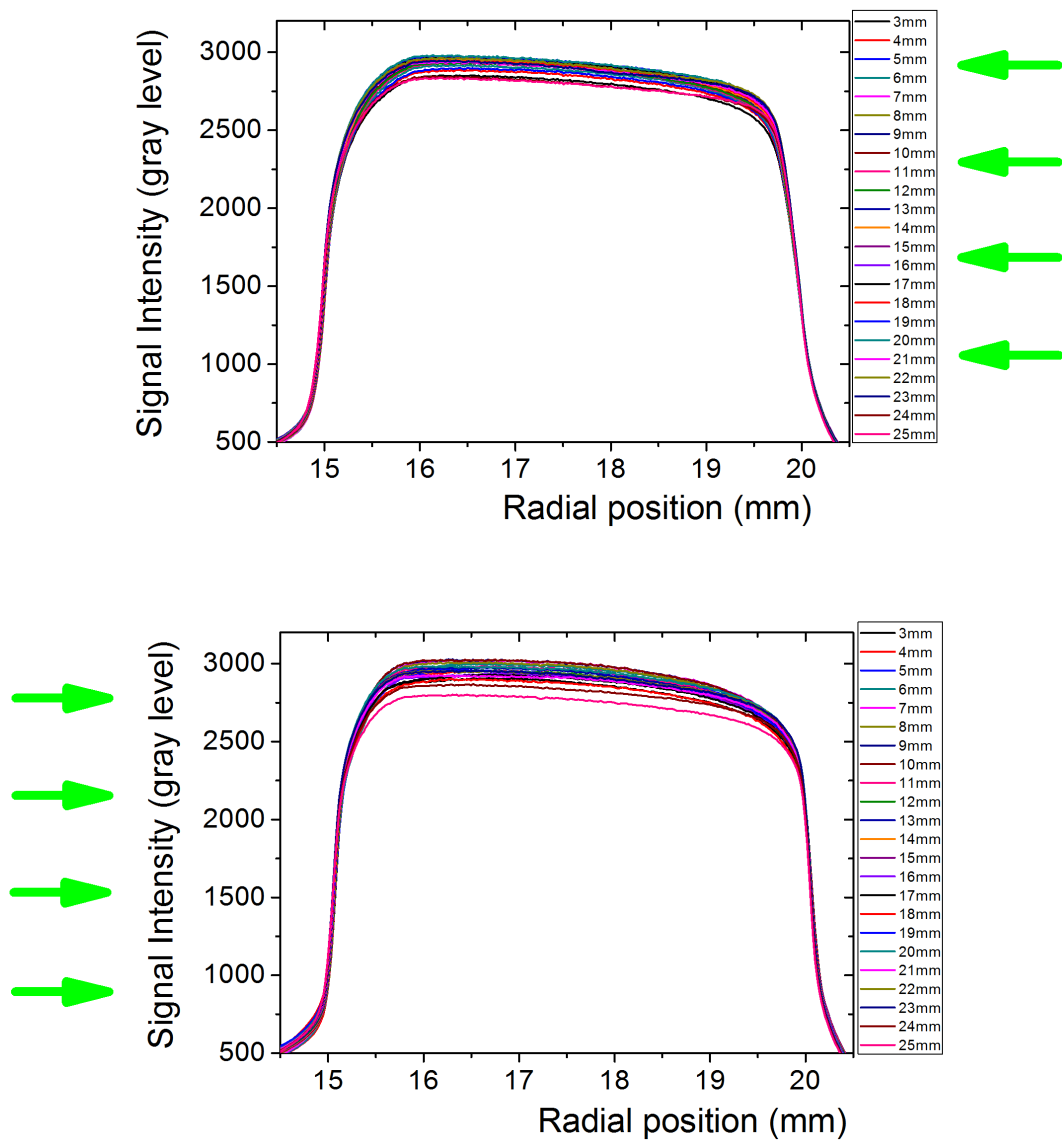 Signal Intensity (gray level)
3000
2500
2000
1500
1000
500
15 16 17 18 19 20
Radial position (mm)
3mm
4mm
5mm
6mm
7mm
8mm
9mm
10mm
11mm
12mm
13mm
14mm
15mm
16mm
17mm
18mm
19mm
20mm
21mm
22mm
23mm
24mm
25mm
Signal Intensity (gray level)
3000
2500
2000
1500
1000
500
15 16 17 18 19 20
Radial position (mm)
3mm
4mm
5mm
6mm
7mm
8mm
9mm
10mm
11mm
12mm
13mm
14mm
15mm
16mm
17mm
18mm
19mm
20mm
21mm
22mm
23mm
24mm
25mm